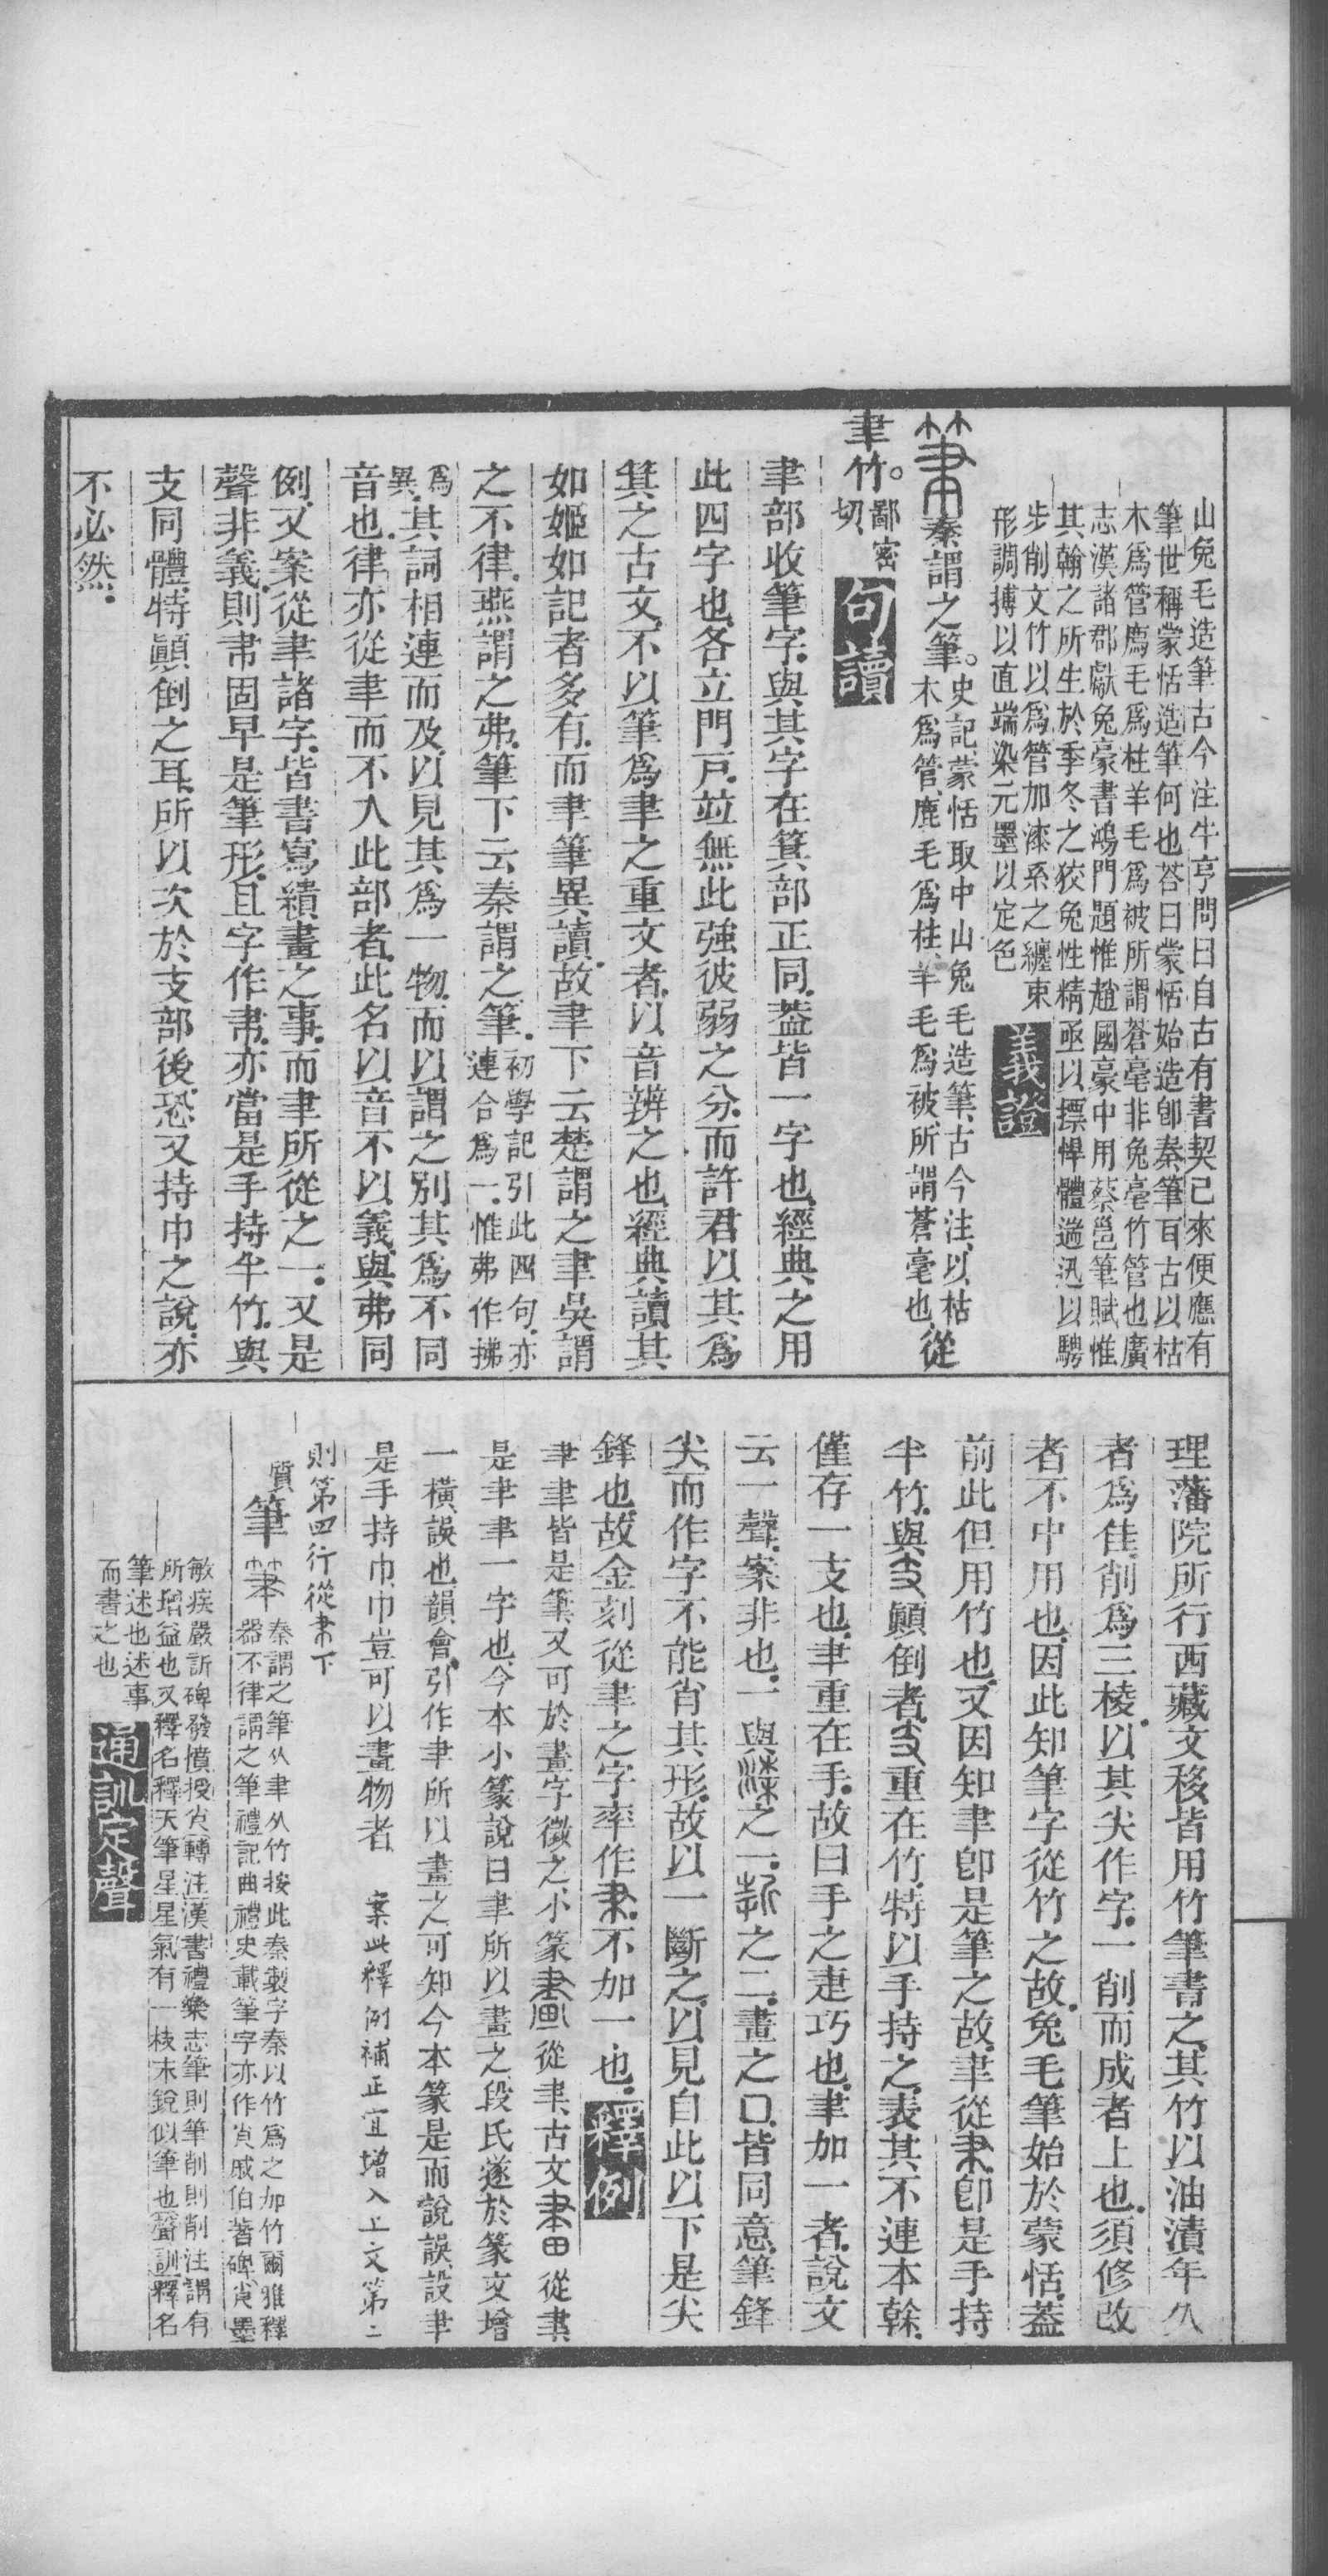 山兔毛造筆古今注牛亨問曰自古有書契已來便應有
筆世稱蒙恬造筆何也荅曰蒙恬始造卽秦筆耳古以枯
木爲管鹿毛爲柱羊毛爲被所謂蒼毫非兔毫竹管也廣
志漢諸郡獻兔豪書鴻門題惟趙國豪中用蔡邕筆賦惟
其翰之所生於季冬之狡兔性精亟以摽悍體遄迅以騁
步削文竹以爲管加漆糸之纏束
形調搏以直端染元墨以定色
義證
筆秦謂之筆。史記蒙恬取中山兔毛造筆古今注以枯
木爲管鹿毛爲柱羊毛爲被所謂蒼毫也從
聿竹。鄙密
切
句讀
聿部收筆字與其字在箕部正同蓋皆一字也經典之用
此四字也各立門戸竝無此強彼弱之分而許君以其爲
箕之古文不以筆爲聿之重文者以音辨之也經典讀其
如姬如記者多有而聿筆異讀故聿下云楚謂之聿吳謂
之不律燕謂之弗筆下云秦謂之筆初學記引此四句亦
連合爲一惟弗作拂
爲
異其詞相連而及以見其爲一物而以謂之別其爲不同
音也律亦從聿而不入此部者此名以音不以義與弗同
例又案從聿諸字皆書寫繢畫之事而聿所從之一又是
聲非義則帇固早是筆形且字作帇亦當是手持半竹與
支同體特顚倒之耳所以次於支部後恐又持巾之說亦
不必然
理藩院所行西藏文移皆用竹筆書之其竹以油漬年久
者爲佳削爲三棱以其尖作字一削而成者上也須修改
者不中用也因此知筆字從竹之故兔毛筆始於蒙恬蓋
前此但用竹也又因知聿卽是筆之故聿從𦘒卽是手持
半竹與支顚倒者支重在竹特以手持之表其不連本榦
僅存一支也聿重在手故曰手之疌巧也聿加一者說文
云一聲案非也一與之一之二畫之囗皆同意筆鋒
尖而作字不能肖其形故以一斷之以見自此以下是尖
鋒也故金刻從聿之字率作𦘒不加一也
釋例
𦘒聿皆是筆又可於畫字徵之小篆畫從聿古文從𦘒
是聿𦘒一字也今本小篆說曰聿所以畫之段氏遂於篆文增
一橫誤也韻會引作聿所以畫之可知今本篆是而說誤設聿
是手持巾巾豈可以畫物者　案此釋例補正宜增入上文第二
則第四行從𦘒下
質筆秦謂之筆从聿从竹按此秦製字秦以竹爲之加竹爾雅釋
器不律謂之筆禮記曲禮史載筆字亦作戚伯著碑墨
敏疾嚴訢碑發憤授轉注漢書禮樂志筆則筆削則削注謂有
所增益也又釋名釋天筆星星氣有一枝末銳似筆也聲訓釋名
筆述也述事
而書之也
通訓定聲